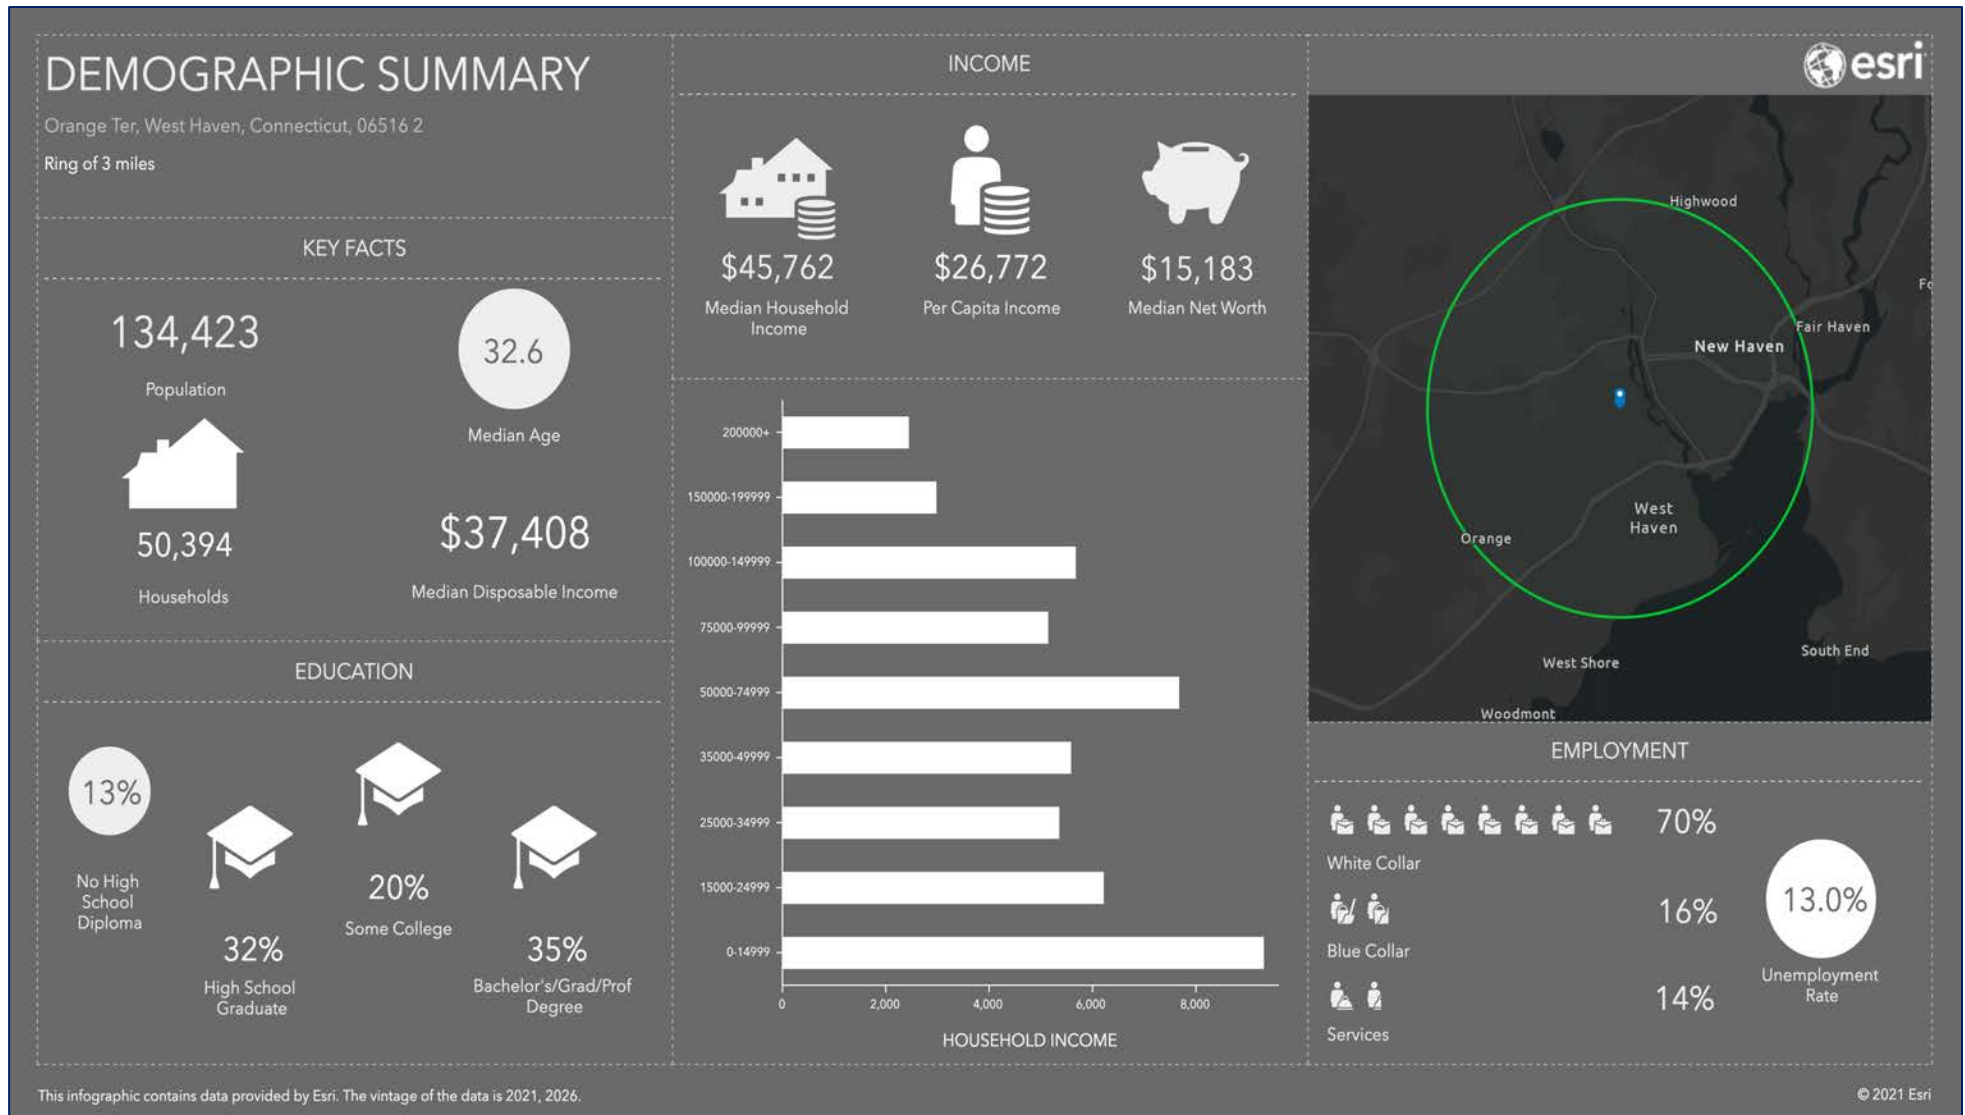 DEMOGRAPHIC SUMMARY
Orange Ter, West Haven, Connecticut, 06516 2
Ring of 3 miles
KEY FACTS
134,423
Population
32.6
Median Age
50,394
Households
$37,408
Median Disposable Income
EDUCATION
13%
No High
School
Diploma
32%
High School
Graduate
20%
Some College
35%
Bachelor's/Grad/Prof
Degree
INCOME
$45,762
Median Household
Income
$26,772
Per Capita Income
$15,183
Median Net Worth
200000+
150000-199999
100000-149999
75000-99999
50000-74999
35000-49999
25000-34999
15000-24999
0-14999
0 2,000 4,000 6,000 8,000
HOUSEHOLD INCOME
esri
Highwood
Fo
Fair Haven
New Haven
West
Haven
Orange
West Shore
South End
Woodmont
EMPLOYMENT
70%
White Collar
16%
Blue Collar
14%
Services
13.0%
Unemployment
Rate
This infographic contains data provided by Esri. The vintage of the data is 2021, 2026.
© 2021 Esri